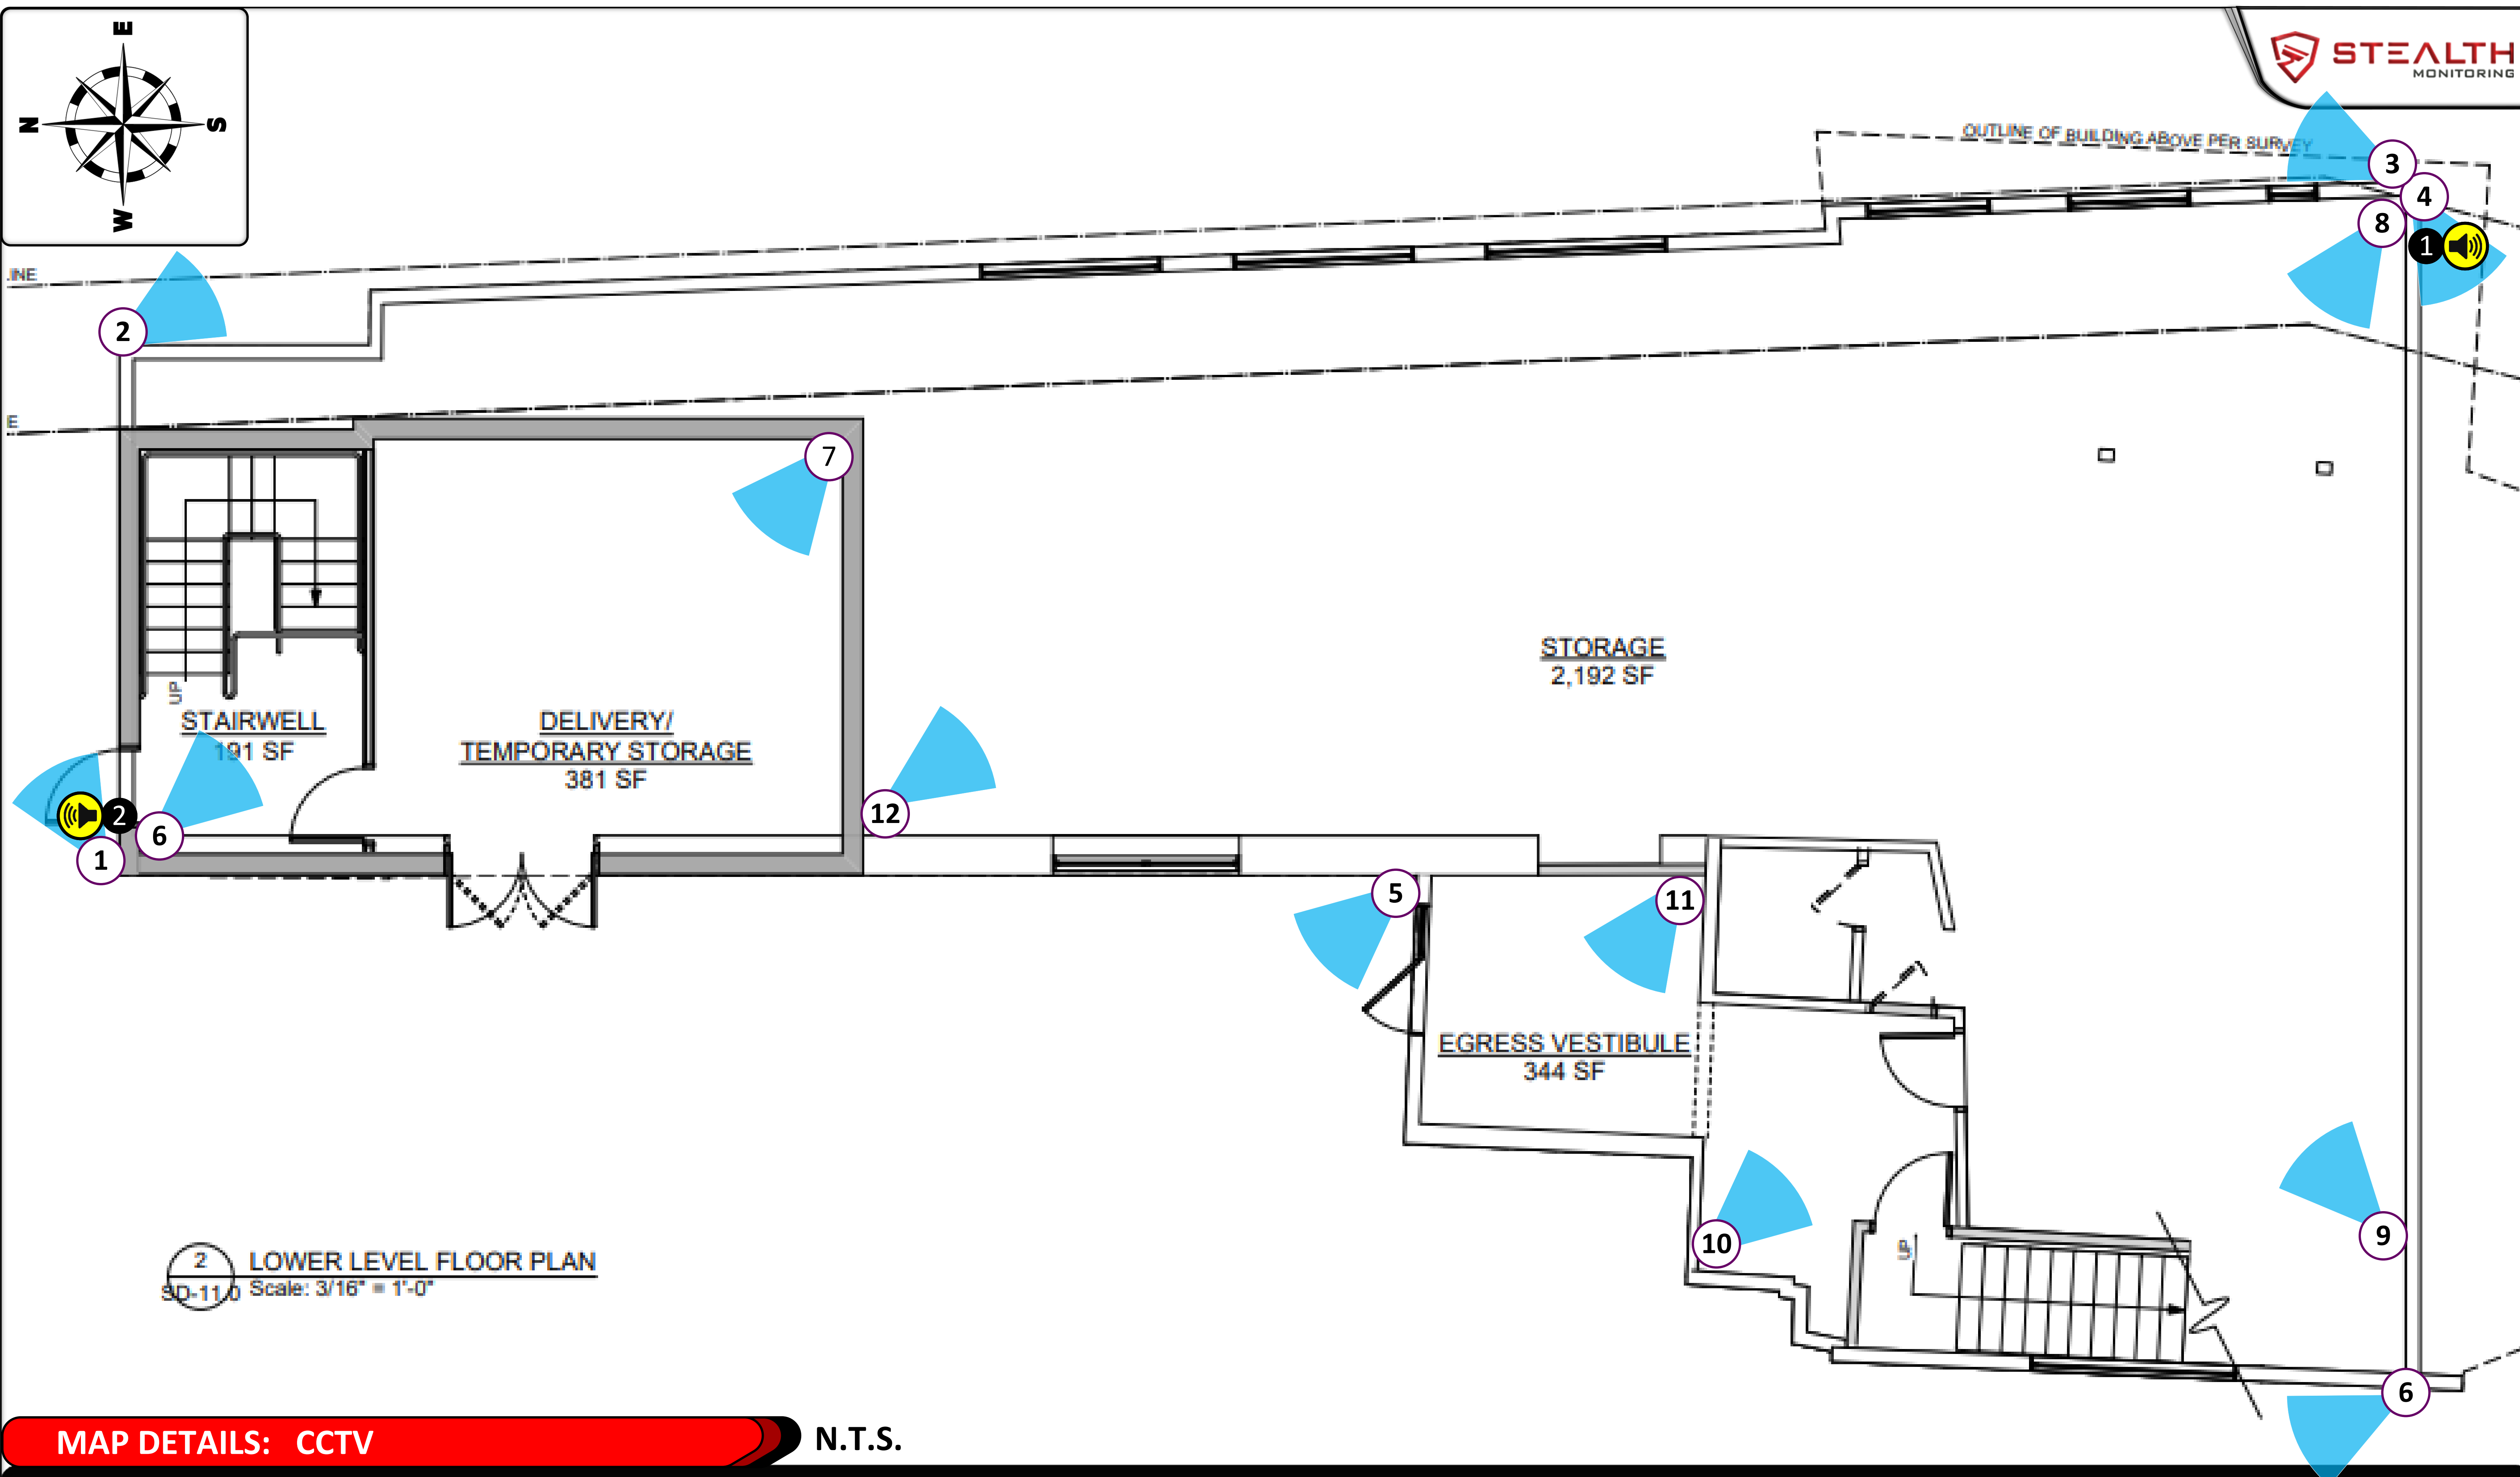 E
N
S
W
STEALTH
MONITORING
OUTLINE OF BUILDING ABOVE PER SURVEY
3
4
8
1
.INE
2
E
7
STORAGE
2,192 SF
UP
STAIRWELL
191 SF
DELIVERY/
TEMPORARY STORAGE
381 SF
2
6
1
12
5
11
EGRESS VESTIBULE
344 SF
10
9
UP
2
LOWER LEVEL FLOOR PLAN
SD-11.0
Scale: 3/16" = 1'-0"
6
MAP DETAILS: CCTV
N.T.S.